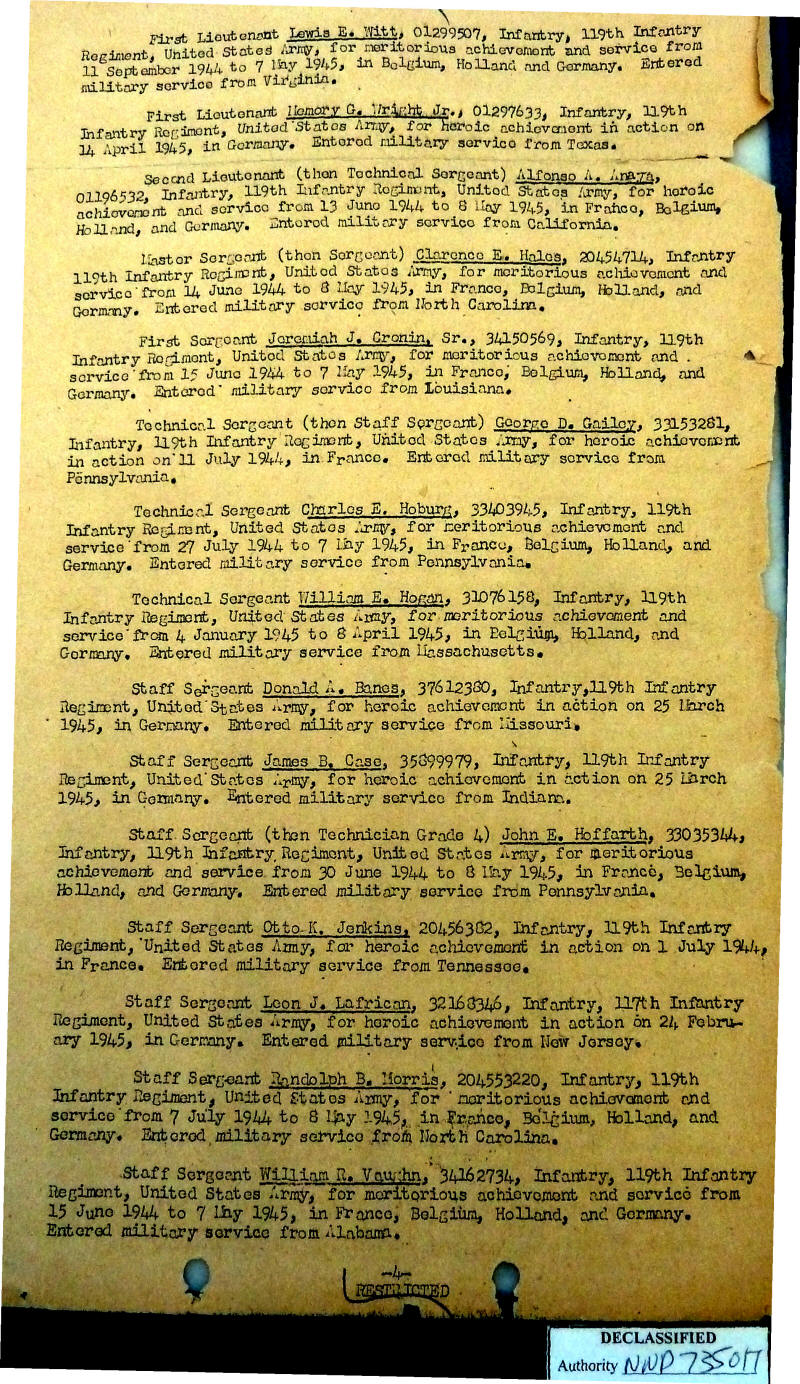 First Lieutenant Lewis E. Witt, 01299507, Infantry, 119th Infantry
Regiment, United States Army, for meritorious achievement and service from
11 September 1944 to 7 May 1945, in Belgium, Holland and Germany. Entered
military service from Virginia.
First Lieutenant Memory G. Wright Jr., 01297633, Infantry, 119th
Infantry Regiment, United States Army, for heroic achievement in action on
14 April 1945, in Germany. Entered military service from Texas.
Second Lieutenant (then Technical Sergeant) Alfonso A. Anaya,
01196532, Infantry, 119th Infantry Regiment, United States Army, for heroic
achievement and service from 13 June 1944 to 8 May 1945, in France, Belgium,
Holland, and Germany. Entered military service from California.
Master Sergeant (then Sergeant) Clarence E. Hales, 20454714, Infantry
119th Infantry Regiment, United States Army, for meritorious achievement and
service from 14 June 1944 to 8 May 1945, in France, Belgium, Holland, and
Germany. Entered military service from North Carolina.
First Sergeant Jeremiah J. Cronin, Sr., 34150569, Infantry, 119th
Infantry Regiment, United States Army, for meritorious achievement and
service from 15 June 1944 to 7 May 1945, in France, Belgium, Holland, and
Germany. Entered military service from Louisiana.
Technical Sergeant (then Staff Sergeant) George D. Gailey, 33153281,
Infantry, 119th Infantry Regiment, United States Army, for heroic achievement
in action on 11 July 1944, in France. Entered military service from
Pennsylvania.
Technical Sergeant Charles E. Hoburg, 33403945, Infantry, 119th
Infantry Regiment, United States Army, for meritorious achievement and
service from 27 July 1944 to 7 May 1945, in France, Belgium, Holland, and
Germany. Entered military service from Pennsylvania.
Technical Sergeant William E. Hogan, 31076158, Infantry, 119th
Infantry Regiment, United States Army, for meritorious achievement and
service from 4 January 1945 to 8 April 1945, in Belgium, Holland, and
Germany. Entered military service from Massachusetts.
Staff Sergeant Donald A. Banes, 37612380, Infantry,119th Infantry
Regiment, United States Army, for heroic achievement in action on 25 March
1945, in Germany. Entered military service from Missouri.
Staff Sergeant James B. Case, 35899979, Infantry, 119th Infantry
Regiment, United States Army, for heroic achievement in action on 25 March
1945, in Germany. Entered military service from Indiana.
Staff Sergeant (then Technician Grade 4) John E. Hoffarth, 33035344,
Infantry, 119th Infantry Regiment, United States Army, for meritorious
achievement and service from 30 June 1944 to 8 May 1945, in France, Belgium,
Holland, and Germany. Entered military service from Pennsylvania.
Staff Sergeant Otto K. Jenkins, 20456382, Infantry, 119th Infantry
Regiment, United States Army, for heroic achievement in action on 1 July 1944,
in France. Entered military service from Tennessee.
Staff Sergeant Leon J. Lafrican, 32168346, Infantry, 117th Infantry
Regiment, United States Army, for heroic achievement in action on 24 Febru-
ary 1945, in Germany. Entered military service from New Jersey.
Staff Sergeant Randolph B. Morris, 204553220, Infantry, 119th
Infantry Regiment, United States Army, for meritorious achievement and
service from 7 July 1944 to 8 May 1945, in France, Belgium, Holland, and
Germany. Entered military service from North Carolina.
Staff Sergeant William R. Vaughn, 34162734, Infantry, 119th Infantry
Regiment, United States Army, for meritorious achievement and service from
15 June 1944 to 7 May 1945, in France, Belgium, Holland, and Germany.
Entered military service from Alabama.
-4-
RESTRICTED
DECLASSIFIED
Authority NND 735017